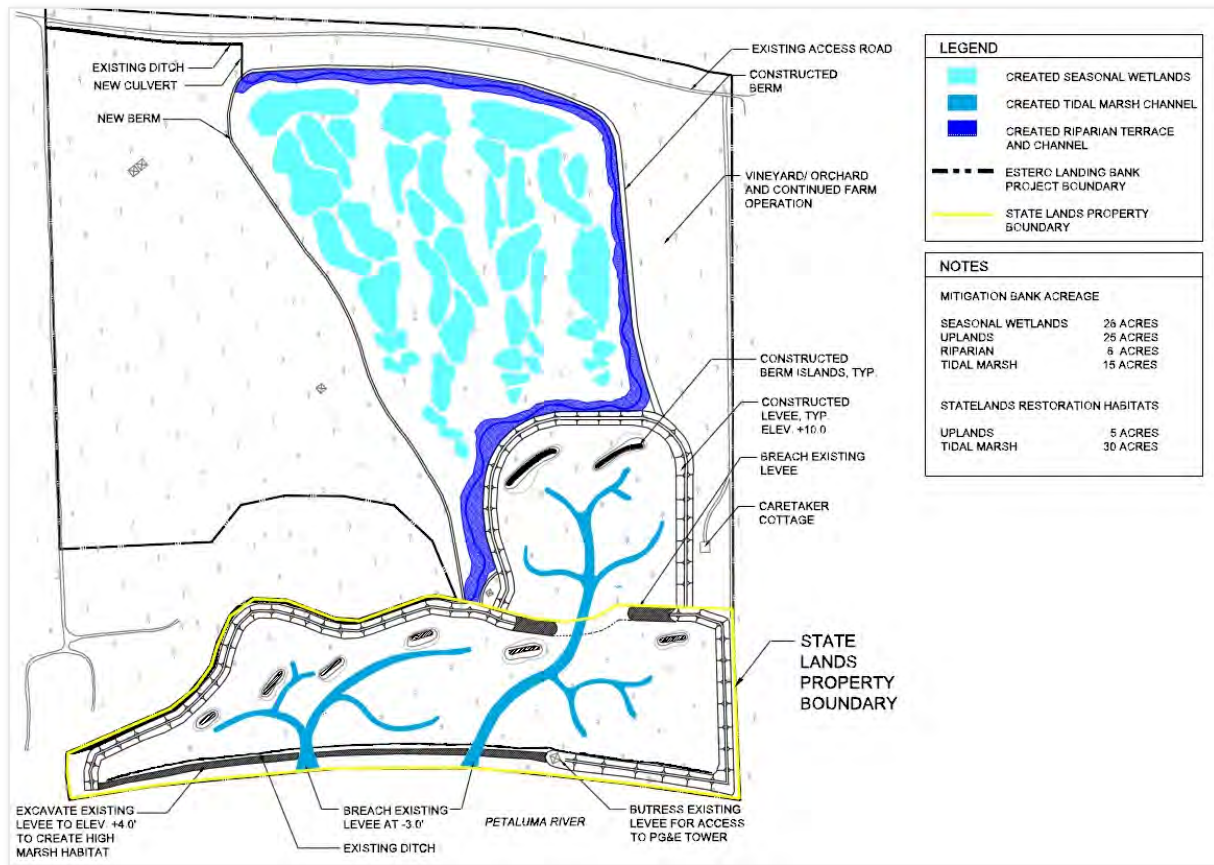 EXISTING DITCH
NEW CULVERT
NEW BERM
EXISTING ACCESS ROAD
CONSTRUCTED
BERM
VINEYARD/ ORCHARD
AND CONTINUED FARM
OPERATION
CONSTRUCTED
BERM ISLANDS, TYP.
CONSTRUCTED
LEVEE, TYP
ELEV. +10.0
BREACH EXISTING
LEVEE
CARETAKER
COTTAGE
STATE
LANDS
PROPERTY
BOUNDARY
EXCAVATE EXISTING
LEVEE TO ELEV. +4.0'
TO CREATE HIGH
MARSH HABITAT
BREACH EXISTING
LEVEE AT -3.0'
EXISTING DITCH
PETALUMA RIVER
BUTRESS EXISTING
LEVEE FOR ACCESS
TO PG&E TOWER
LEGEND
CREATED SEASONAL WETLANDS
CREATED TIDAL MARSH CHANNEL
CREATED RIPARIAN TERRACE
AND CHANNEL
ESTERO LANDING BANK
PROJECT BOUNDARY
STATE LANDS PROPERTY
BOUNDARY
NOTES
MITIGATION BANK ACREAGE
SEASONAL WETLANDS 26 ACRES
UPLANDS 25 ACRES
RIPARIAN 6 ACRES
TIDAL MARSH 15 ACRES
STATELANDS RESTORATION HABITATS
UPLANDS 5 ACRES
TIDAL MARSH 30 ACRES